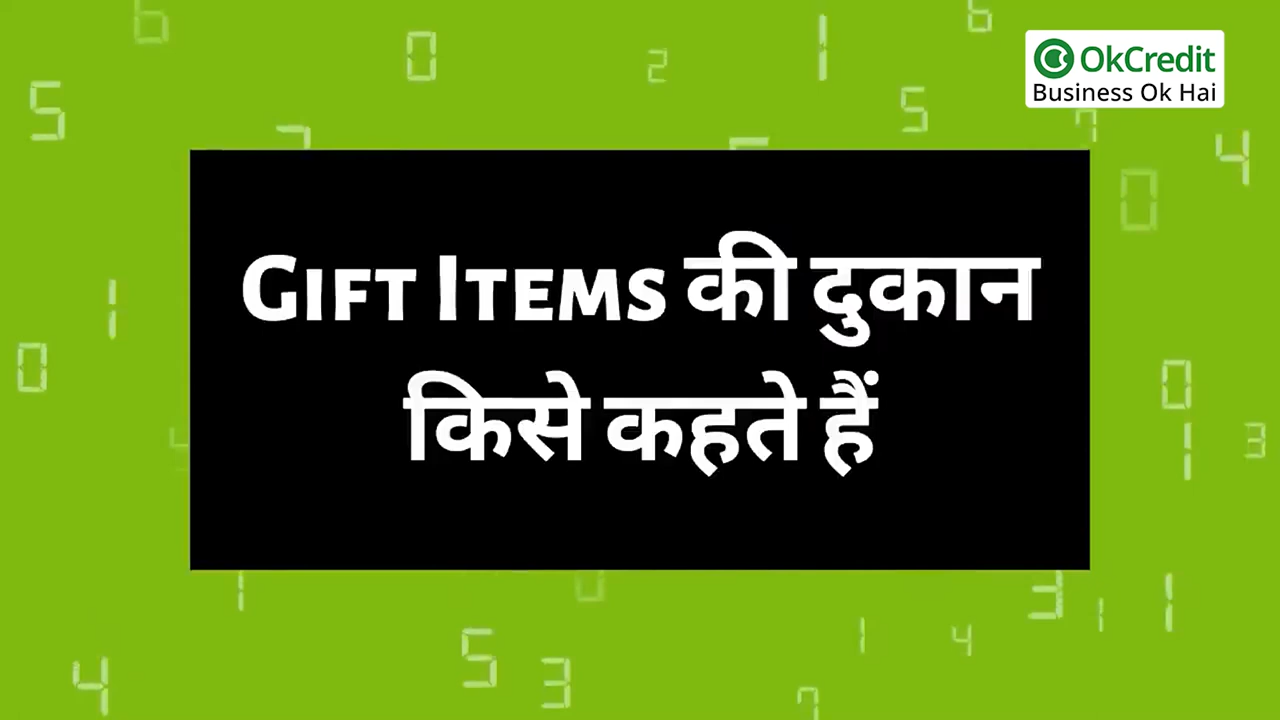 OkCredit
Business Ok Hai
Gift Items की दुकान
किसे कहते हैं